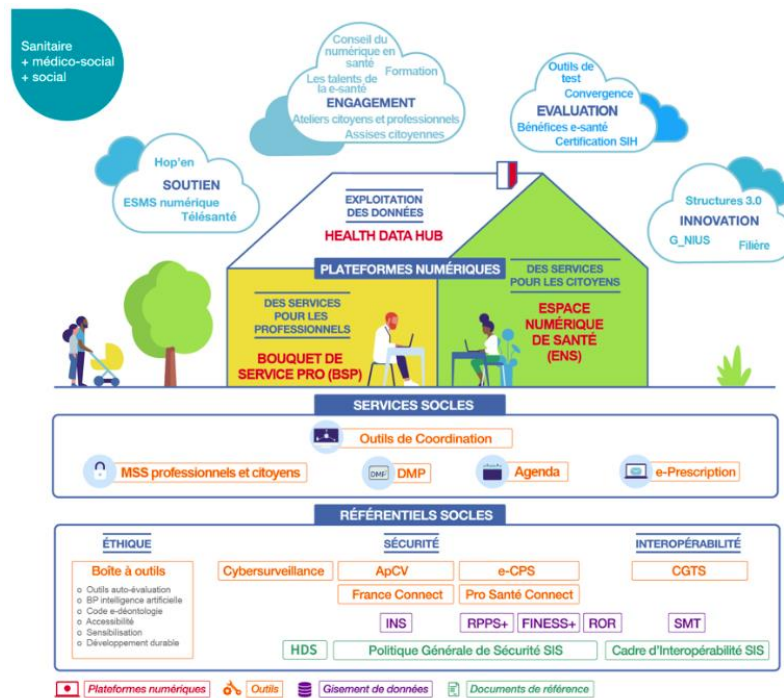 Sanitaire
+ médico-social
+ social
Conseil du
numérique en
santé
Formation
Les talents de
la e-santé
ENGAGEMENT
Ateliers citoyens et professionnels
Assises citoyennes
Outils de
test
Convergence
EVALUATION
Bénéfices e-santé
Certification SIH
Hop'en
SOUTIEN
ESMS numérique
Télésanté
Structures 3.0
INNOVATION
G_NIUS
Filière
EXPLOITATION
DES DONNÉES
HEALTH DATA HUB
PLATEFORMES NUMÉRIQUES
DES SERVICES
POUR LES
PROFESSIONNELS
BOUQUET DE
SERVICE PRO (BSP)
DES SERVICES
POUR LES CITOYENS
ESPACE
NUMÉRIQUE
DE SANTÉ
(ENS)
SERVICES SOCLES
Outils de Coordination
MSS professionnels et citoyens
DMP DMP
Agenda
e-Prescription
RÉFÉRENTIELS SOCLES
ÉTHIQUE
Boîte à outils
o Outils auto-évaluation
o BP intelligence artificielle
o Code e-déontologie
o Accessibilité
o Sensibilisation
o Développement durable
SÉCURITÉ
Cybersurveillance
ApCV
e-CPS
France Connect
Pro Santé Connect
INS
RPPS+
FINESS+
ROR
HDS
Politique Générale de Sécurité SIS
INTEROPÉRABILITÉ
CGTS
SMT
Cadre d'Interopérabilité SIS
Plateformes numériques
Outils
Gisement de données
Documents de référence